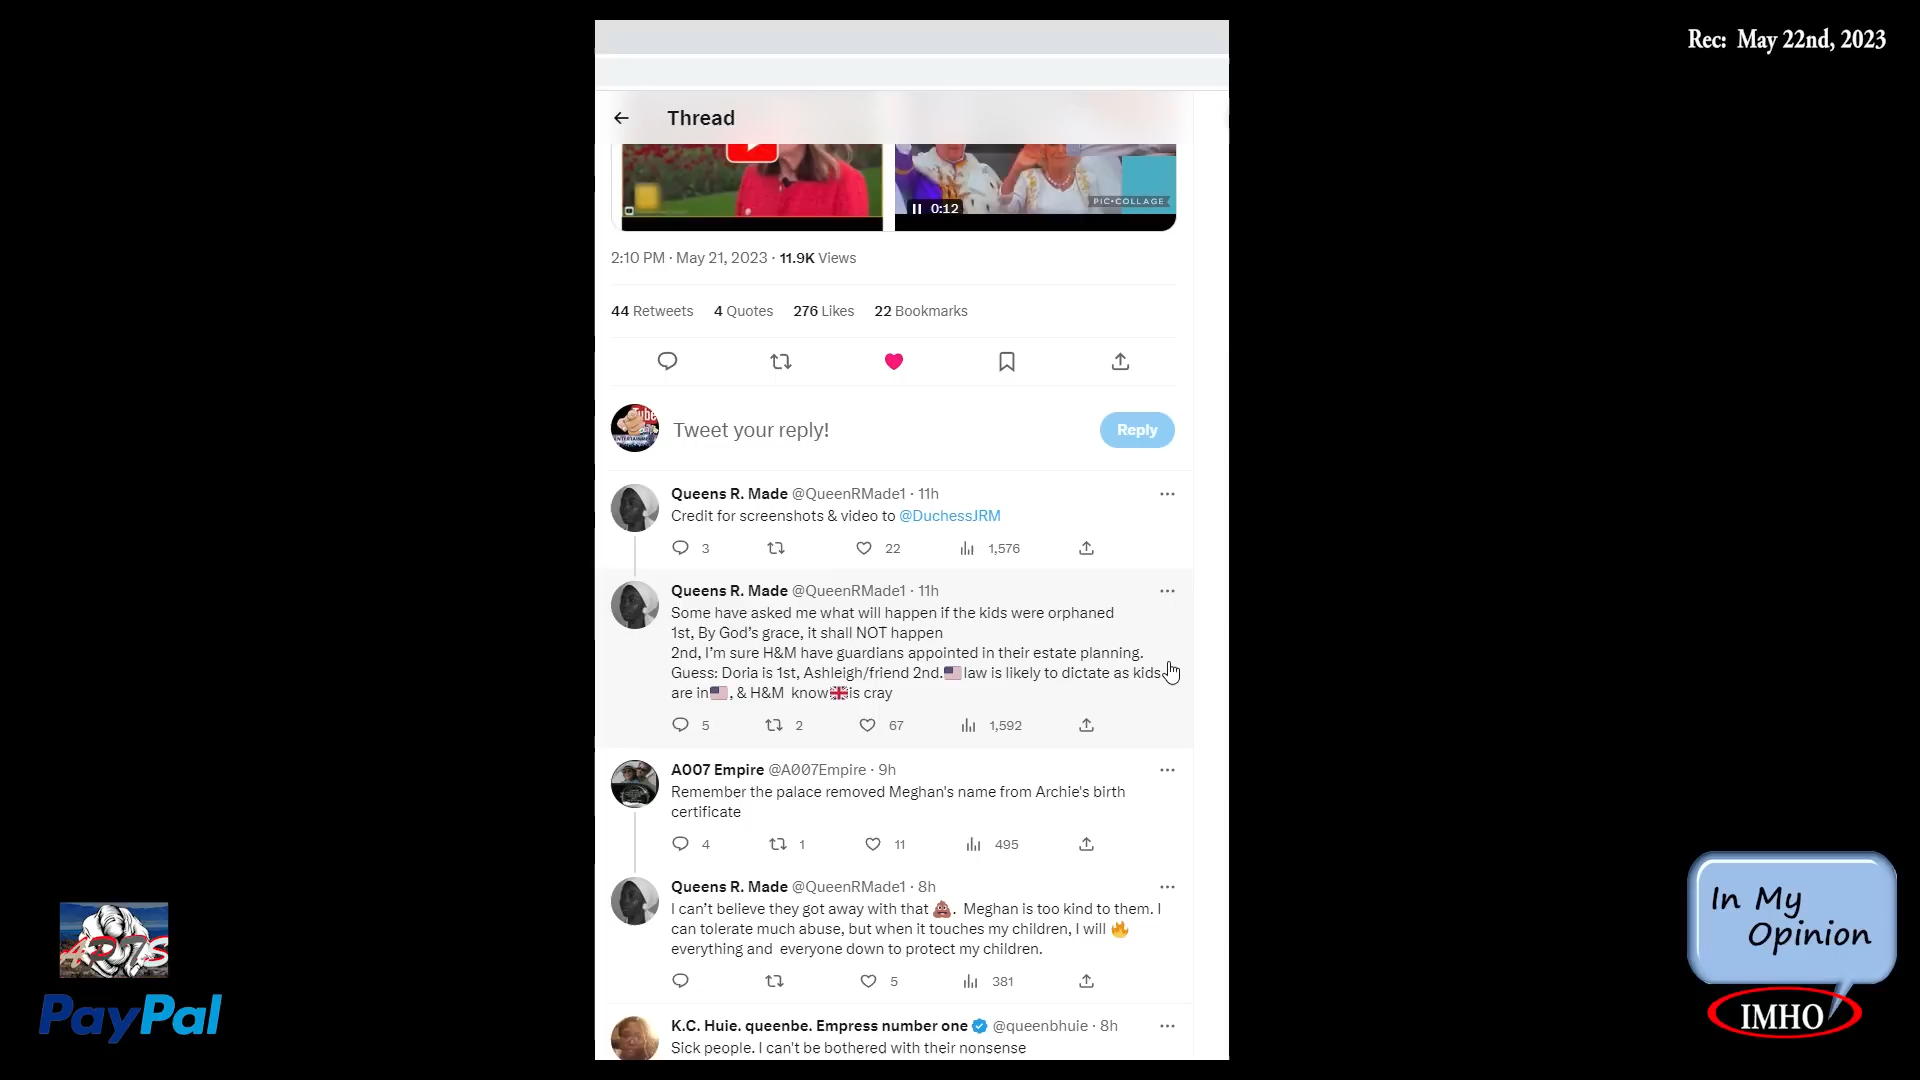 Rec: May 22nd, 2023
Thread
0:12
PIC•COLLAGE
2:10 PM · May 21, 2023 · 11.9K Views
44 Retweets 4 Quotes 276 Likes 22 Bookmarks
Tweet your reply!
Reply
Queens R. Made @QueenRMade1 · 11h
Credit for screenshots & video to @DuchessJRM
3 22 1,576
Queens R. Made @QueenRMade1 · 11h
Some have asked me what will happen if the kids were orphaned
1st, By God’s grace, it shall NOT happen
2nd, I’m sure H&M have guardians appointed in their estate planning.
Guess: Doria is 1st, Ashleigh/friend 2nd.🇺🇸law is likely to dictate as kids
are in🇺🇸, & H&M know🇬🇧is cray
5 2 67 1,592
A007 Empire @A007Empire · 9h
Remember the palace removed Meghan's name from Archie's birth
certificate
4 1 11 495
Queens R. Made @QueenRMade1 · 8h
I can’t believe they got away with that 💩. Meghan is too kind to them. I
can tolerate much abuse, but when it touches my children, I will 🔥
everything and everyone down to protect my children.
5 381
K.C. Huie. queenbe. Empress number one @queenbhuie · 8h
Sick people. I can't be bothered with their nonsense
PayPal
In My
Opinion
IMHO